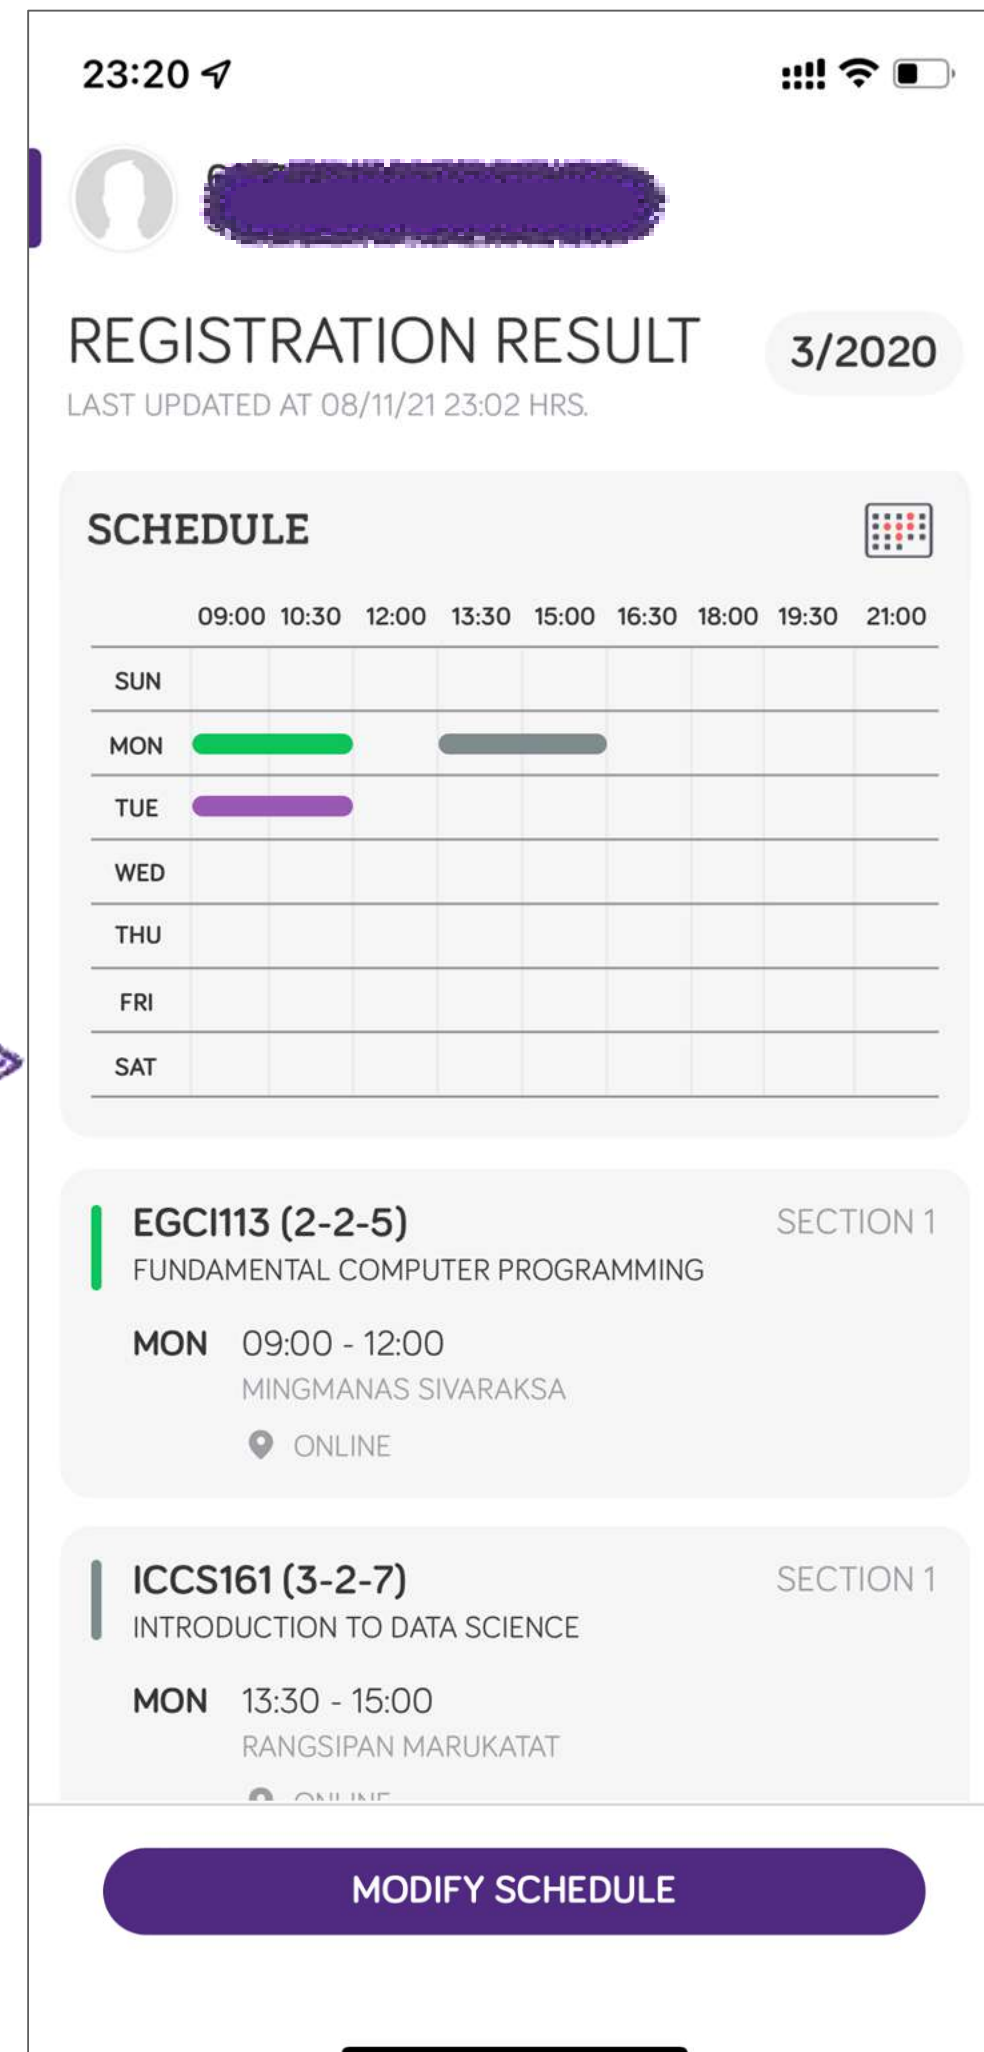 23:20
REGISTRATION RESULT
3/2020
LAST UPDATED AT 08/11/21 23:02 HRS.
SCHEDULE
09:00 10:30 12:00 13:30 15:00 16:30 18:00 19:30 21:00
SUN
MON
TUE
WED
THU
FRI
SAT
EGCI113 (2-2-5)
SECTION 1
FUNDAMENTAL COMPUTER PROGRAMMING
MON 09:00 - 12:00
MINGMANAS SIVARAKSA
ONLINE
ICCS161 (3-2-7)
SECTION 1
INTRODUCTION TO DATA SCIENCE
MON 13:30 - 15:00
RANGSIPAN MARUKATAT
ONLINE
MODIFY SCHEDULE